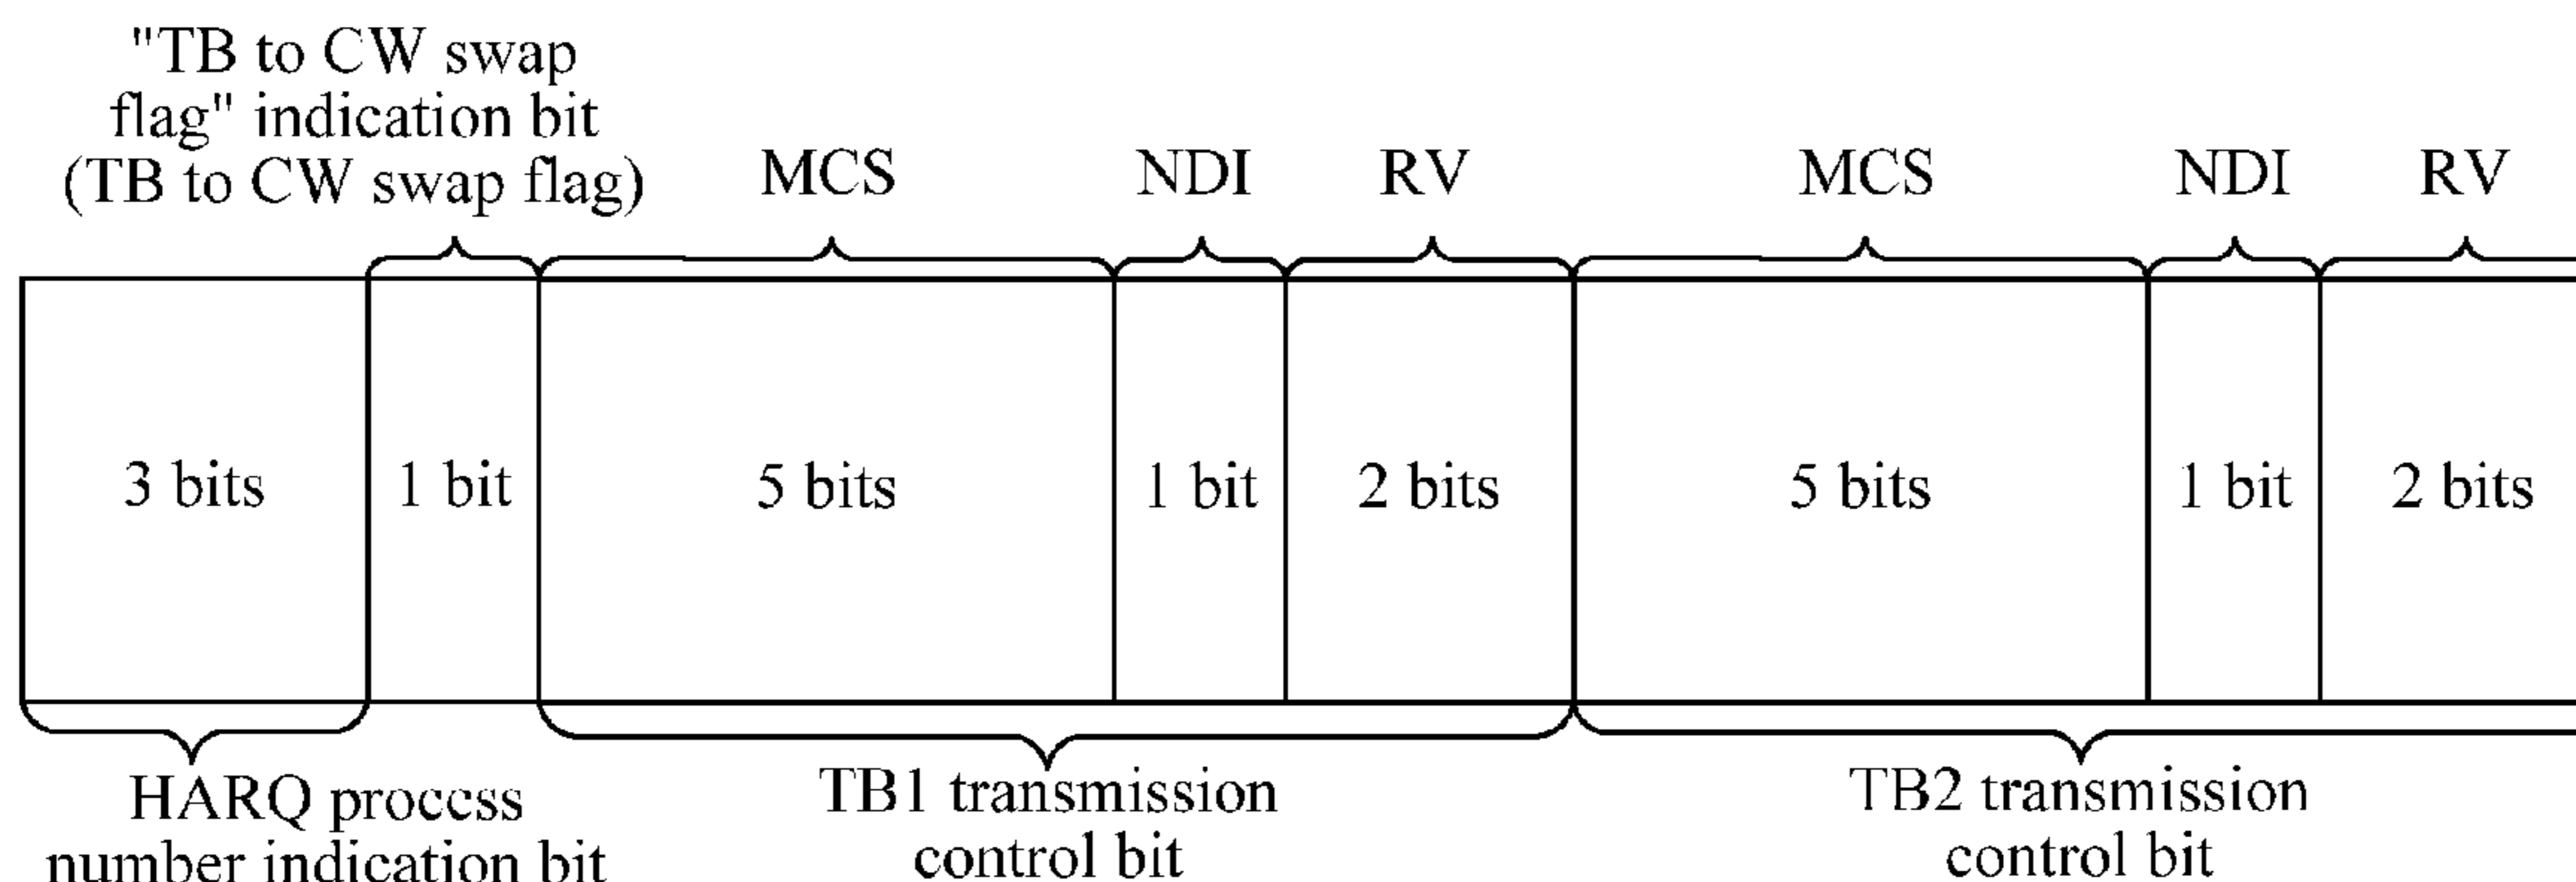 "TB to CW swap
flag" indication bit
(TB to CW swap flag)
MCS
NDI
RV
MCS
NDI
RV
3 bits
1 bit
5 bits
1 bit
2 bits
5 bits
1 bit
2 bits
HARQ process
number indication bit
TB1 transmission
control bit
TB2 transmission
control bit